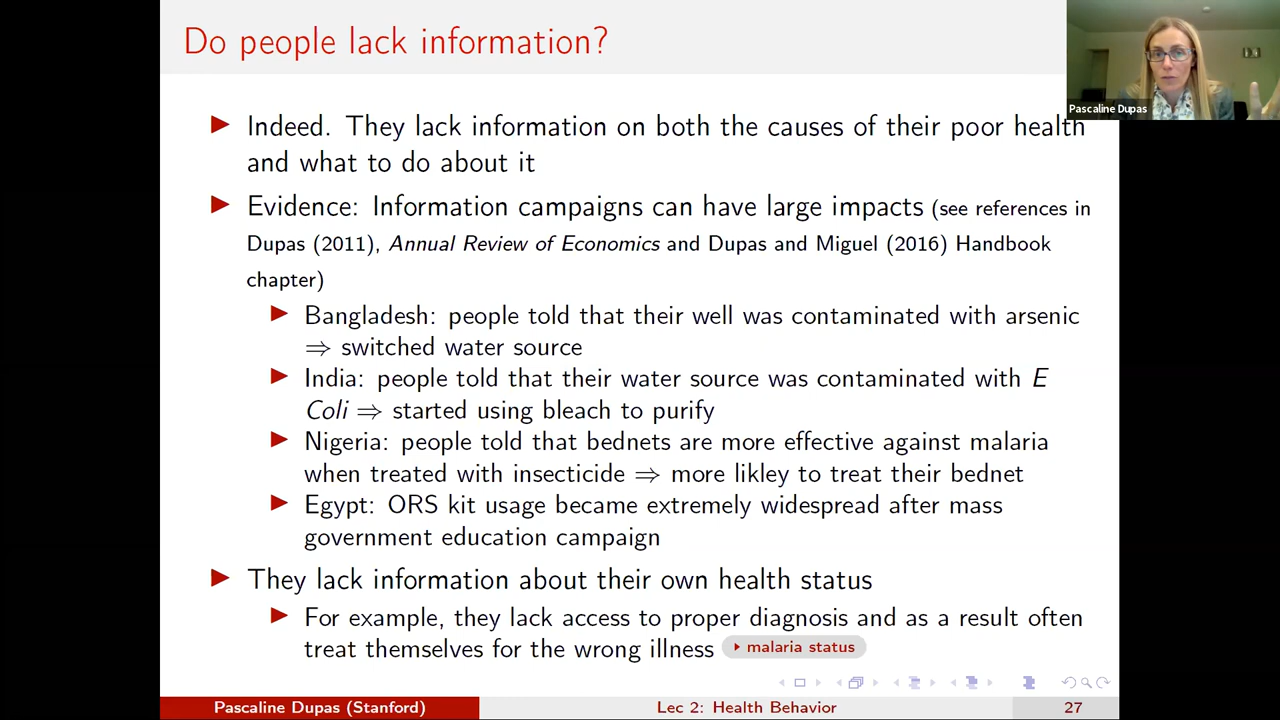 Do people lack information?
Pascaline Dupas
▶ Indeed. They lack information on both the causes of their poor health
and what to do about it
▶ Evidence: Information campaigns can have large impacts (see references in
Dupas (2011), Annual Review of Economics and Dupas and Miguel (2016) Handbook
chapter)
▶ Bangladesh: people told that their well was contaminated with arsenic
⇒ switched water source
▶ India: people told that their water source was contaminated with E
Coli ⇒ started using bleach to purify
▶ Nigeria: people told that bednets are more effective against malaria
when treated with insecticide ⇒ more likley to treat their bednet
▶ Egypt: ORS kit usage became extremely widespread after mass
government education campaign
▶ They lack information about their own health status
▶ For example, they lack access to proper diagnosis and as a result often
treat themselves for the wrong illness ▶ malaria status
Pascaline Dupas (Stanford) Lec 2: Health Behavior 27